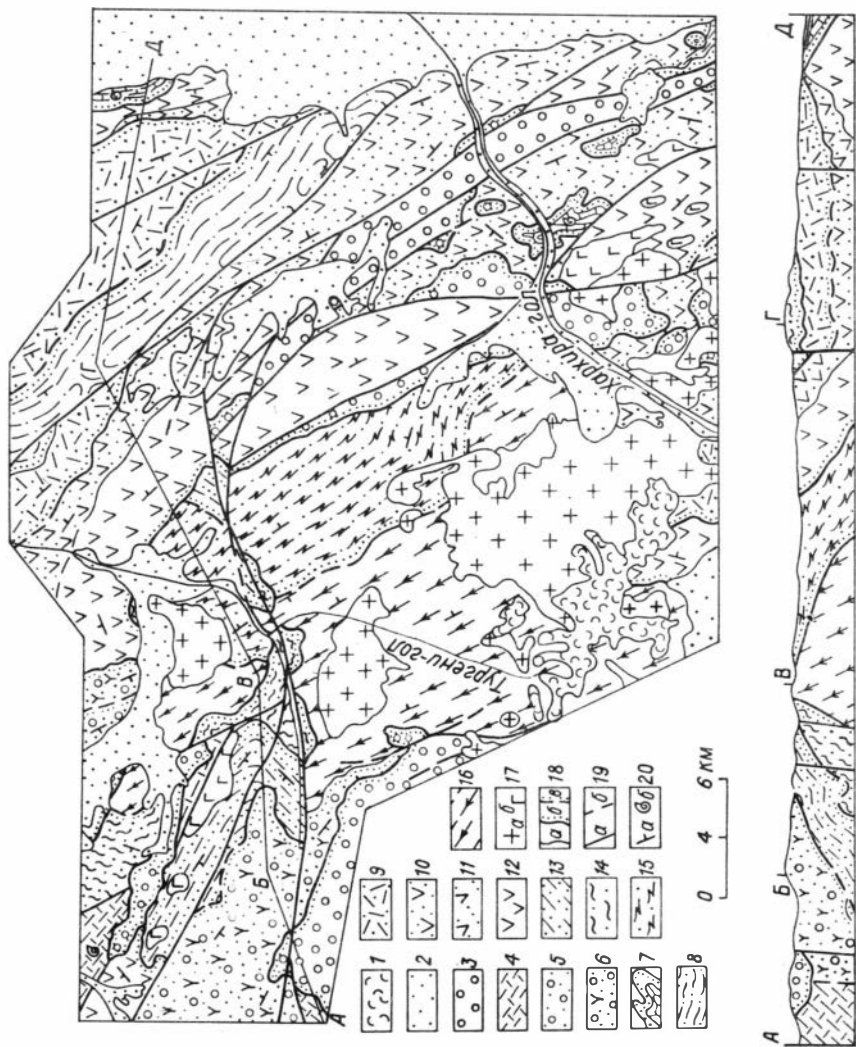 Д
Харкира-гол
Тургени-гол
В
Б
Г
А
1 2 3 4 5 6 7 8
9 10 11 12 13 14 15
16
17 а б г
18 а б в
19 а б
20 а б
0 4 6 КМ
А Б В Г Д